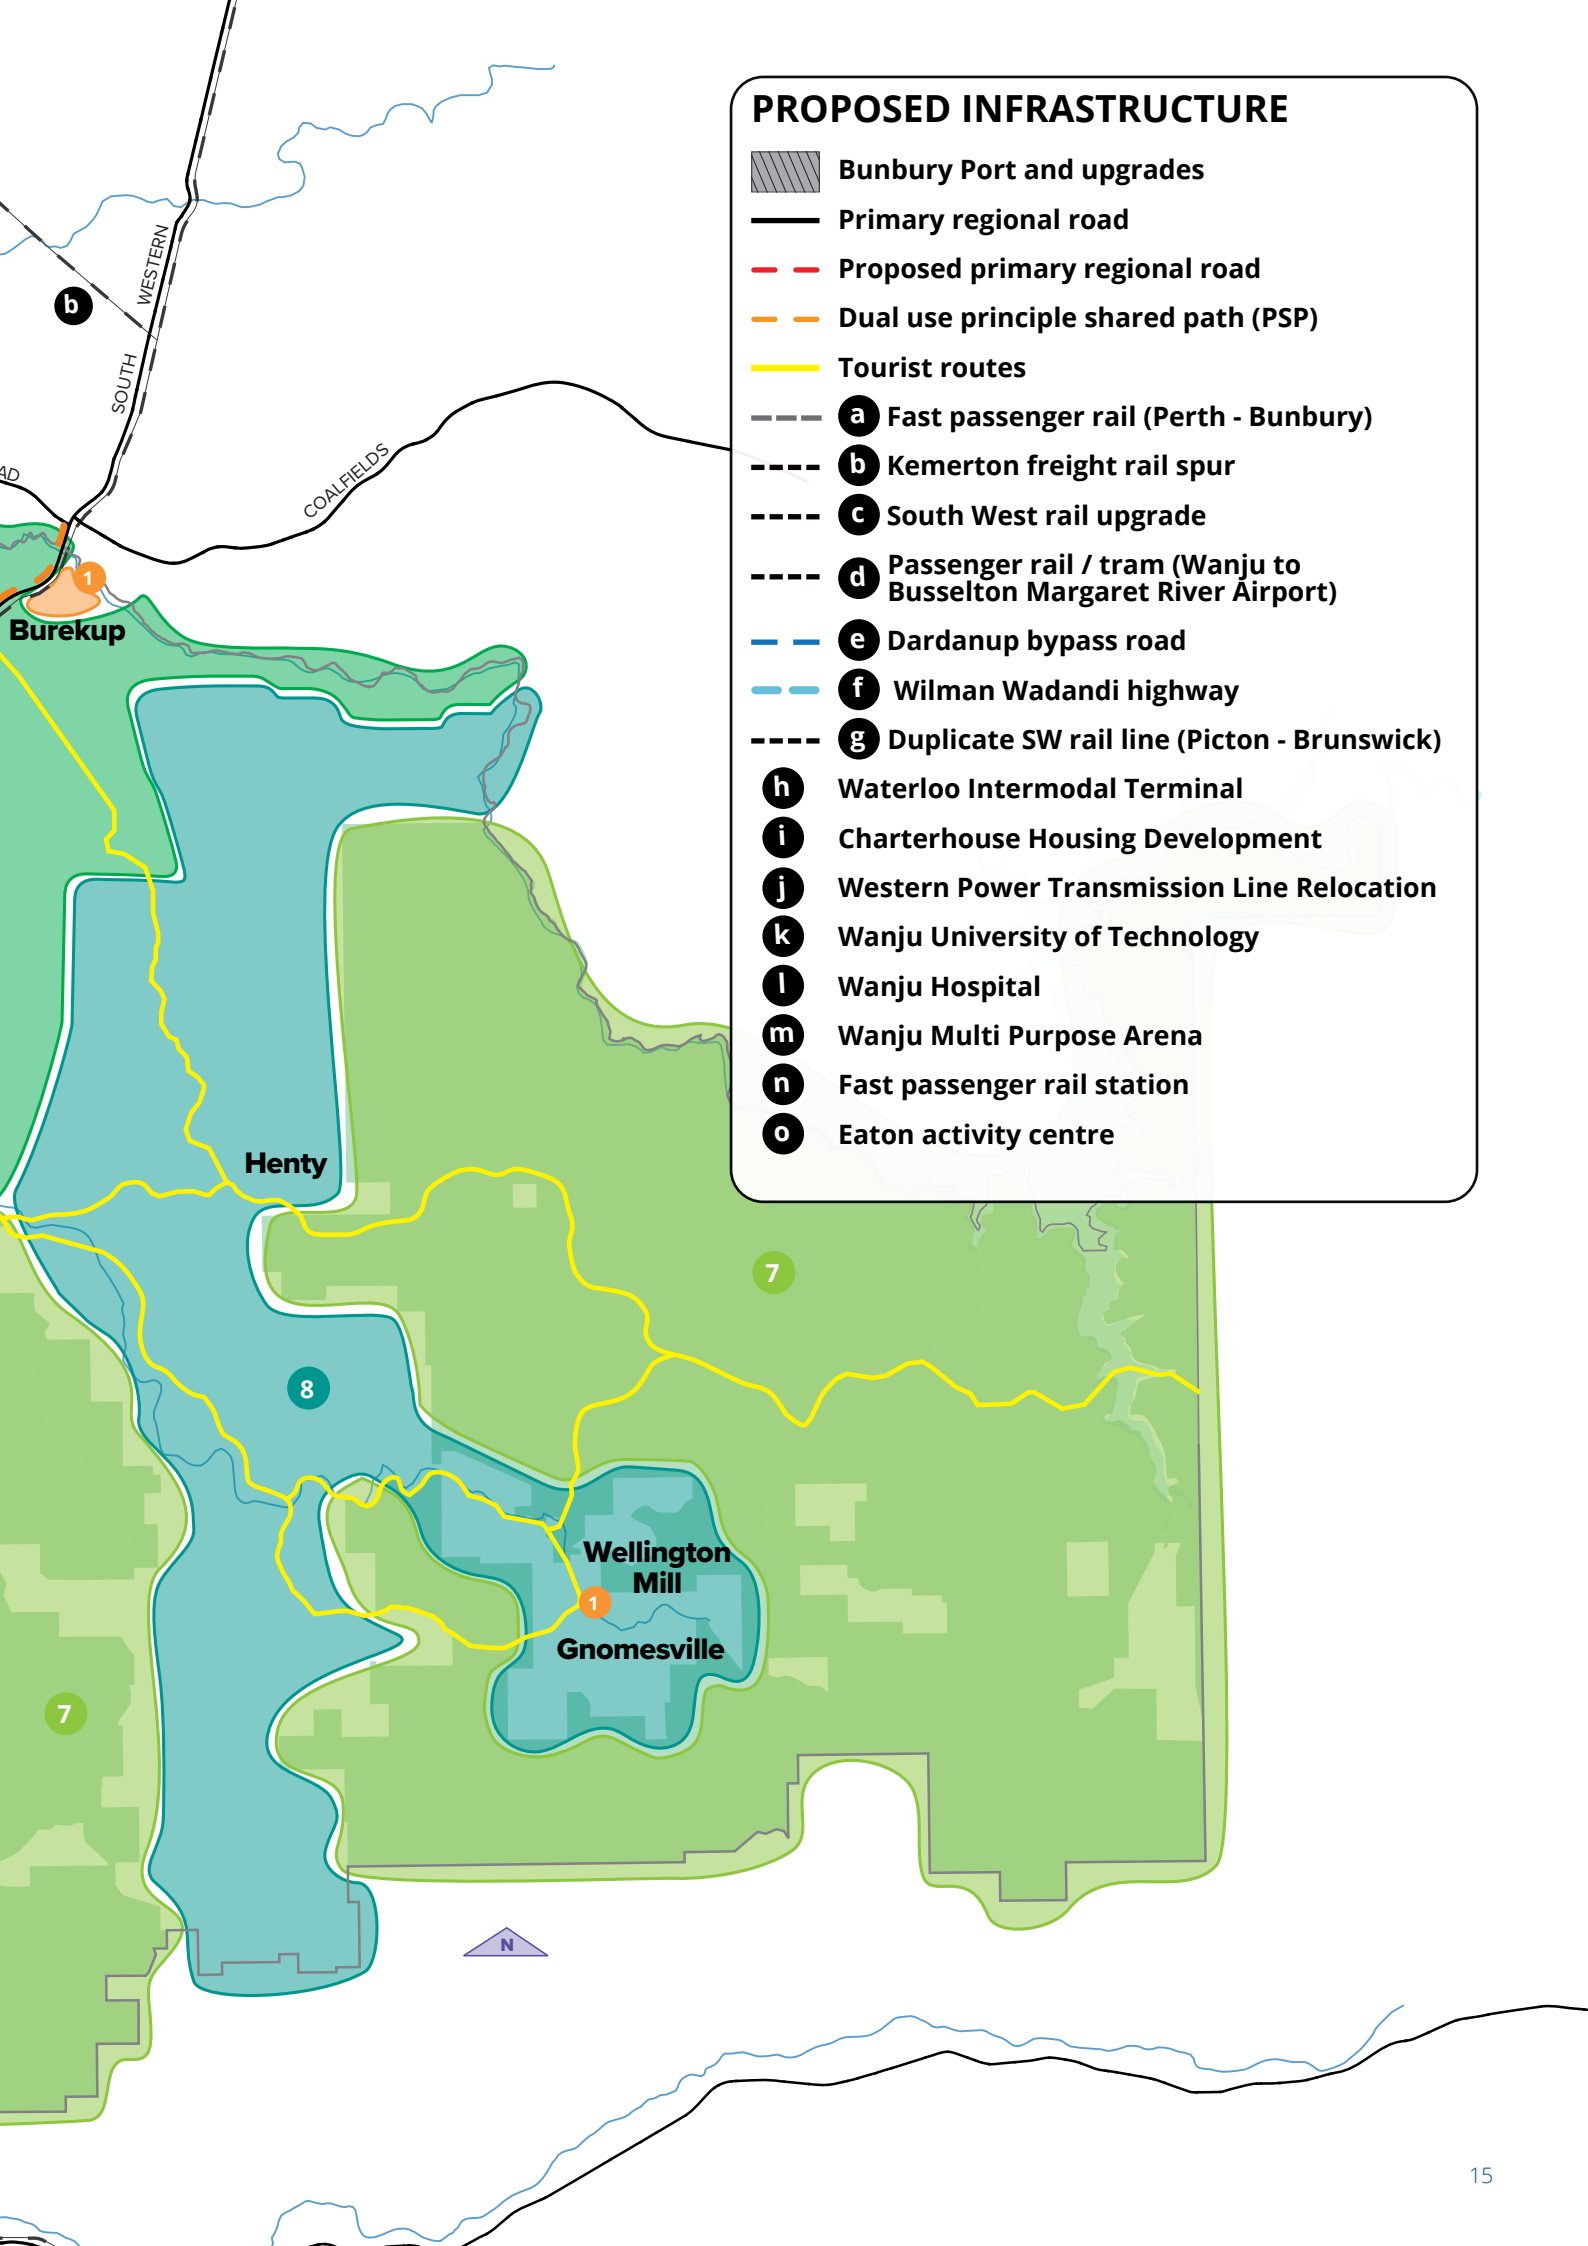 PROPOSED INFRASTRUCTURE
Bunbury Port and upgrades
Primary regional road
Proposed primary regional road
Dual use principle shared path (PSP)
Tourist routes
a Fast passenger rail (Perth - Bunbury)
b Kemerton freight rail spur
c South West rail upgrade
d Passenger rail / tram (Wanju to
Busselton Margaret River Airport)
e Dardanup bypass road
f Wilman Wadandi highway
g Duplicate SW rail line (Picton - Brunswick)
h Waterloo Intermodal Terminal
i Charterhouse Housing Development
j Western Power Transmission Line Relocation
k Wanju University of Technology
l Wanju Hospital
m Wanju Multi Purpose Arena
n Fast passenger rail station
o Eaton activity centre
WESTERN
b
SOUTH
COALFIELDS
AD
1
Burekup
Henty
7
8
Wellington
Mill
1
Gnomesville
7
N
15